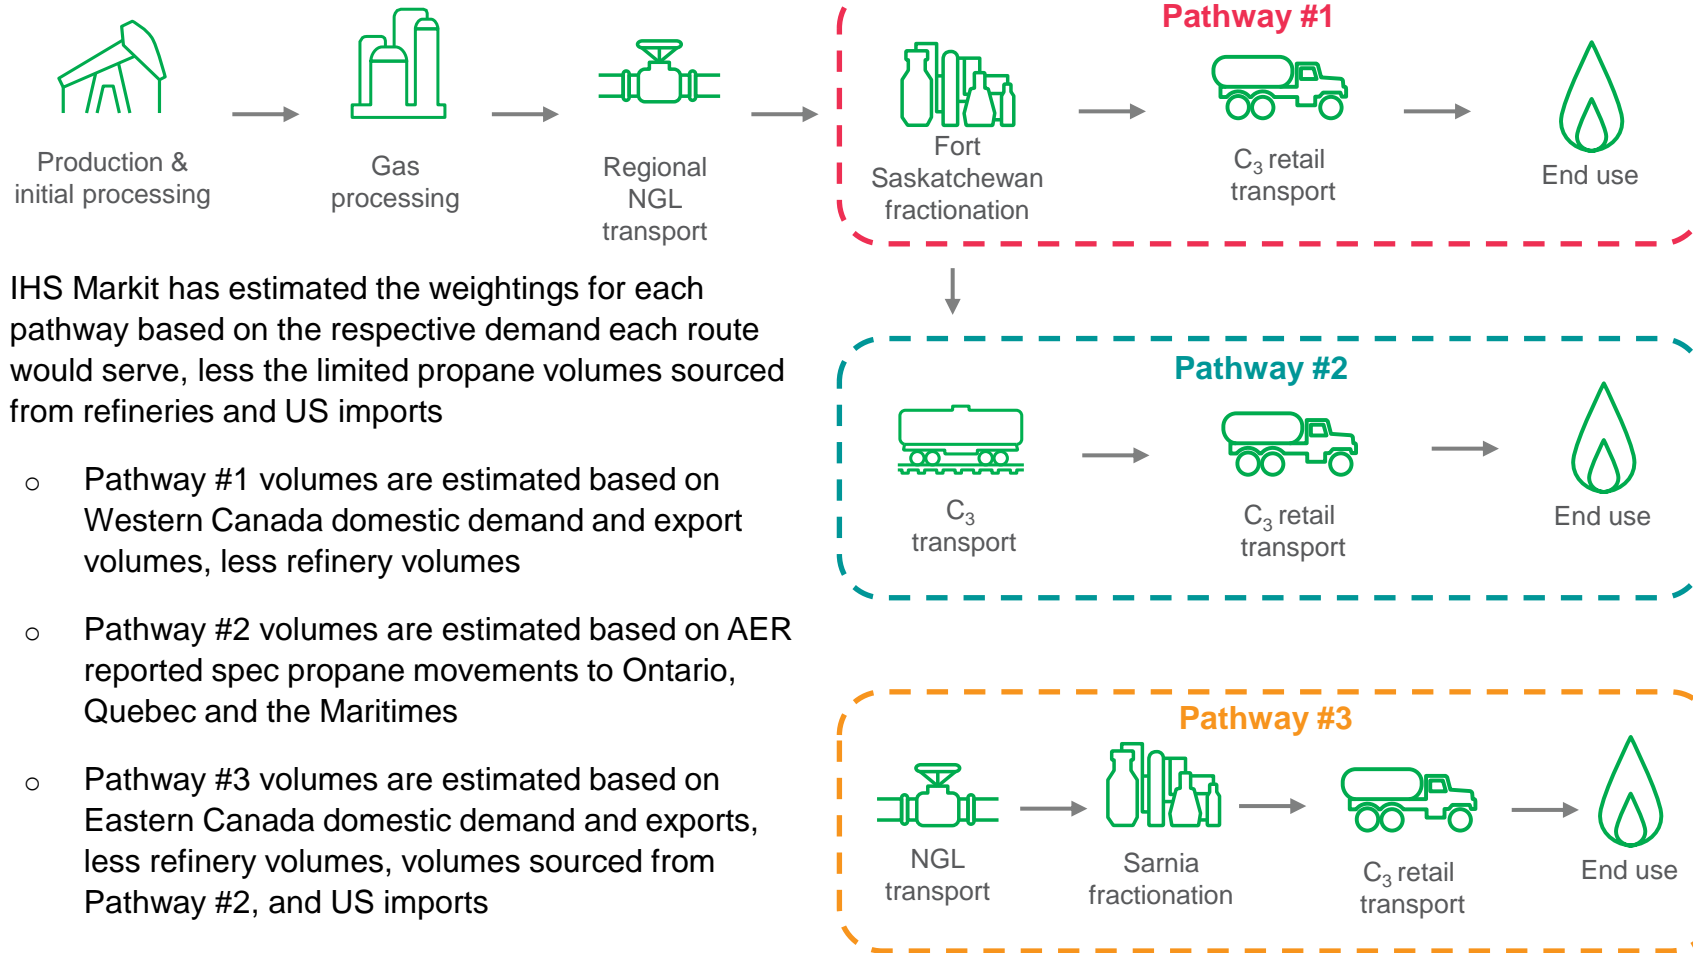 Production &
initial processing
Gas
processing
Regional
NGL
transport
Pathway #1
Fort
Saskatchewan
fractionation
C₃ retail
transport
End use
IHS Markit has estimated the weightings for each
pathway based on the respective demand each route
would serve, less the limited propane volumes sourced
from refineries and US imports
o Pathway #1 volumes are estimated based on
Western Canada domestic demand and export
volumes, less refinery volumes
o Pathway #2 volumes are estimated based on AER
reported spec propane movements to Ontario,
Quebec and the Maritimes
o Pathway #3 volumes are estimated based on
Eastern Canada domestic demand and exports,
less refinery volumes, volumes sourced from
Pathway #2, and US imports
Pathway #2
C₃
transport
C₃ retail
transport
End use
Pathway #3
NGL
transport
Sarnia
fractionation
C₃ retail
transport
End use